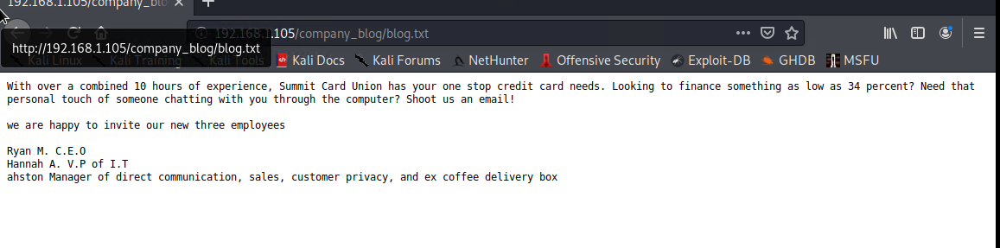 192.168.1.105/company_blo
192.168.1.105/company_blog/blog.txt
http://192.168.1.105/company_blog/blog.txt
Kali Linux Kali Training Kali Tools Kali Docs Kali Forums NetHunter Offensive Security Exploit-DB GHDB MSFU
With over a combined 10 hours of experience, Summit Card Union has your one stop credit card needs. Looking to finance something as low as 34 percent? Need that
personal touch of someone chatting with you through the computer? Shoot us an email!
we are happy to invite our new three employees
Ryan M. C.E.O
Hannah A. V.P of I.T
ahston Manager of direct communication, sales, customer privacy, and ex coffee delivery box